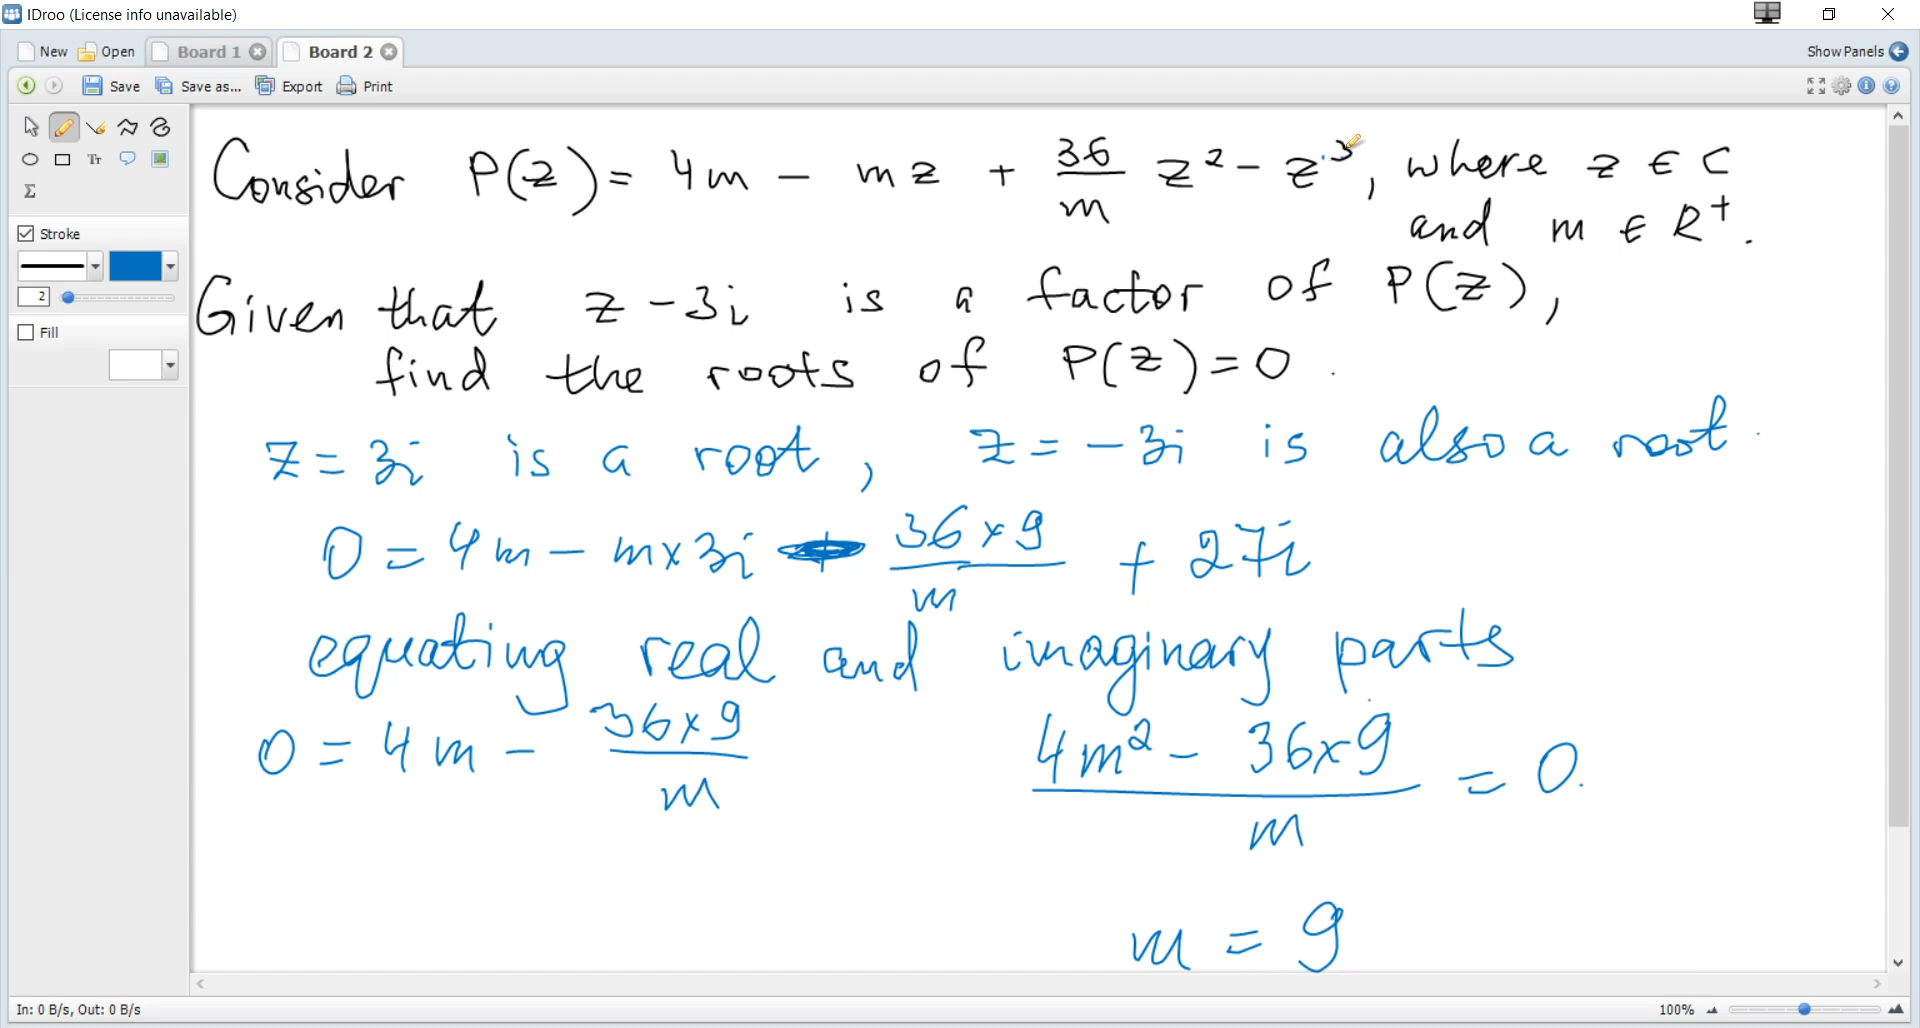 IDroo (License info unavailable)
New Open Board 1 Board 2 Show Panels
Save Save as... Export Print
Tt
Σ
Stroke
2
Fill
Consider P(z) = 4m - mz + 36/m z² - z³, where z ∈ C
and m ∈ R⁺.
Given that z - 3i is a factor of P(z),
find the roots of P(z) = 0.
z = 3i is a root, z = -3i is also a root.
0 = 4m - m×3i - 36×9/m + 27i
equating real and imaginary parts
0 = 4m - 36×9/m (4m² - 36×9)/m = 0.
m = 9
In: 0 B/s, Out: 0 B/s 100%